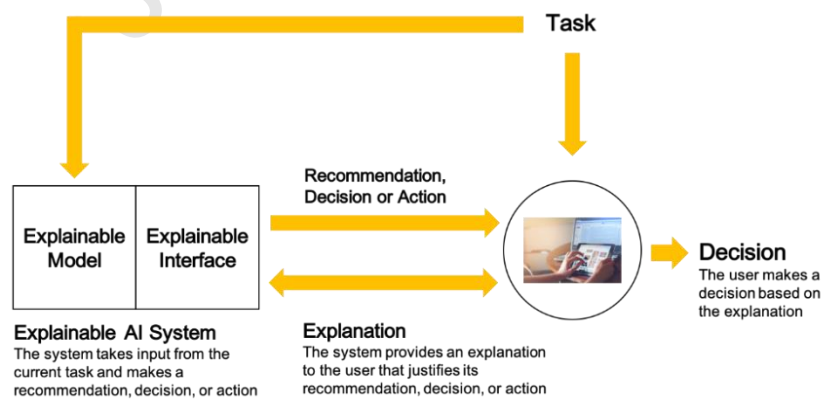 Task
Recommendation,
Decision or Action
Explainable
Model
Explainable
Interface
Decision
The user makes a
decision based on
the explanation
Explainable AI System
The system takes input from the
current task and makes a
recommendation, decision, or action
Explanation
The system provides an explanation
to the user that justifies its
recommendation, decision, or action